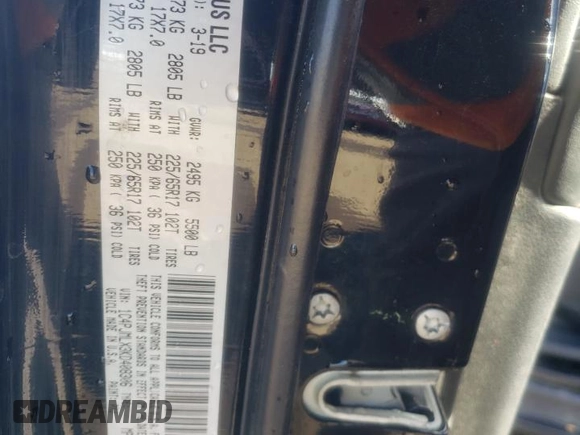 US LLC
): 3-19 GVWR: 2495 KG 5500 LB
73 KG 2805 LB WITH 225/65R17 102T TIRES
17X7.0 RIMS AT 250 KPA ( 36 PSI) COLD
73 KG 2805 LB WITH 225/65R17 102T TIRES
17X7.0 RIMS AT 250 KPA ( 36 PSI) COLD
THIS VEHICLE CONFORMS TO ALL APPLI
THEFT PREVENTION STANDARDS IN EFFECT
VIN:
VEHICLE MADE IN U.S.A.
DREAMBID